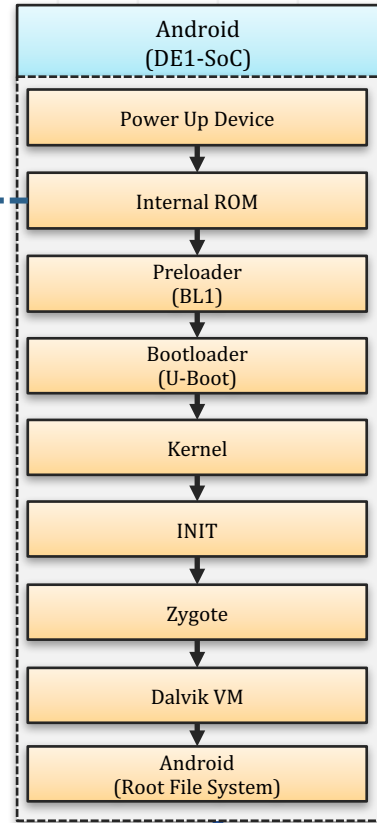 Android
(DE1-SoC)
Power Up Device
Internal ROM
Preloader
(BL1)
Bootloader
(U-Boot)
Kernel
INIT
Zygote
Dalvik VM
Android
(Root File System)